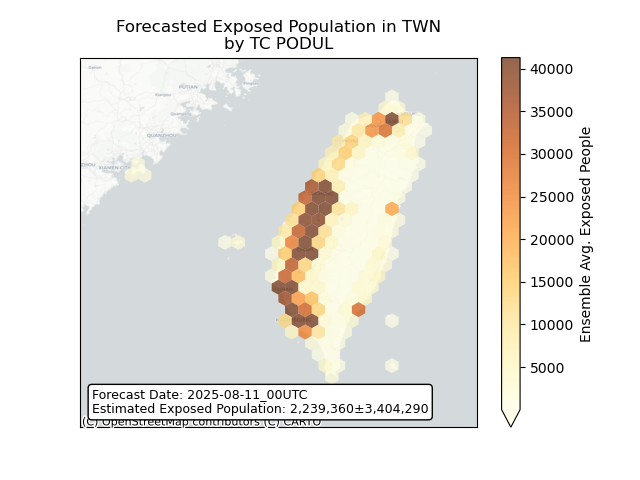 Forecasted Exposed Population in TWN
by TC PODUL
40000
35000
30000
25000
20000
15000
10000
5000
Ensemble Avg. Exposed People
Forecast Date: 2025-08-11_00UTC
Estimated Exposed Population: 2,239,360±3,404,290
(C) OpenStreetMap contributors (C) CARTO